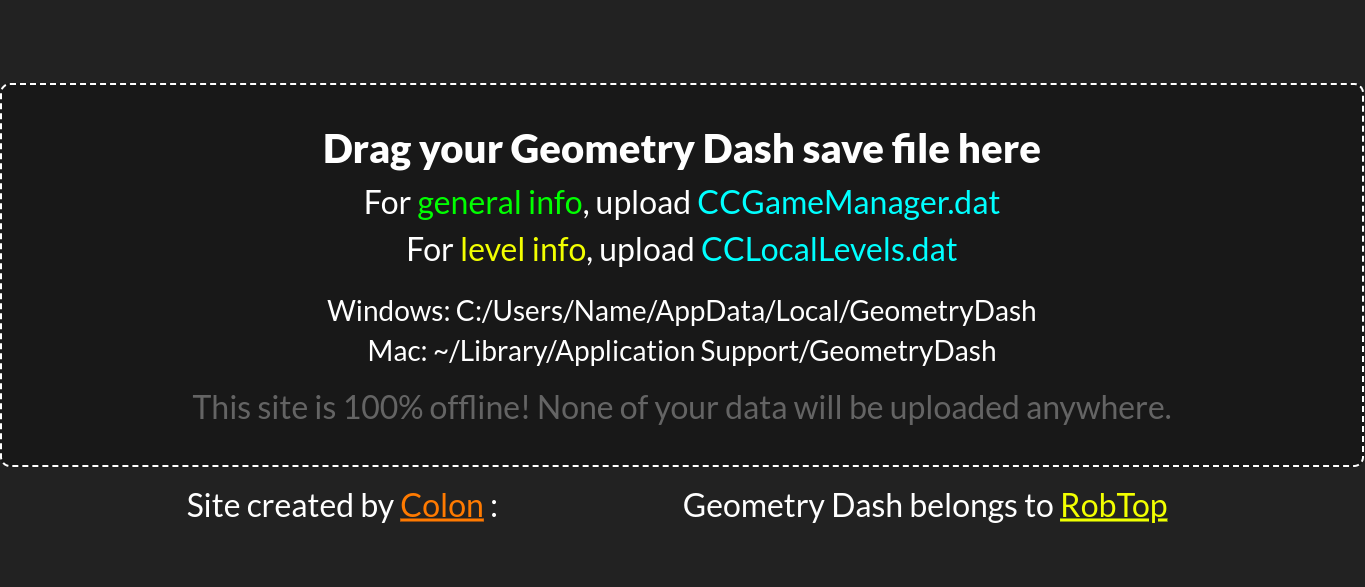 Drag your Geometry Dash save file here
For general info, upload CCGameManager.dat
For level info, upload CCLocalLevels.dat
Windows: C:/Users/Name/AppData/Local/GeometryDash
Mac: ~/Library/Application Support/GeometryDash
This site is 100% offline! None of your data will be uploaded anywhere.
Site created by Colon :
Geometry Dash belongs to RobTop